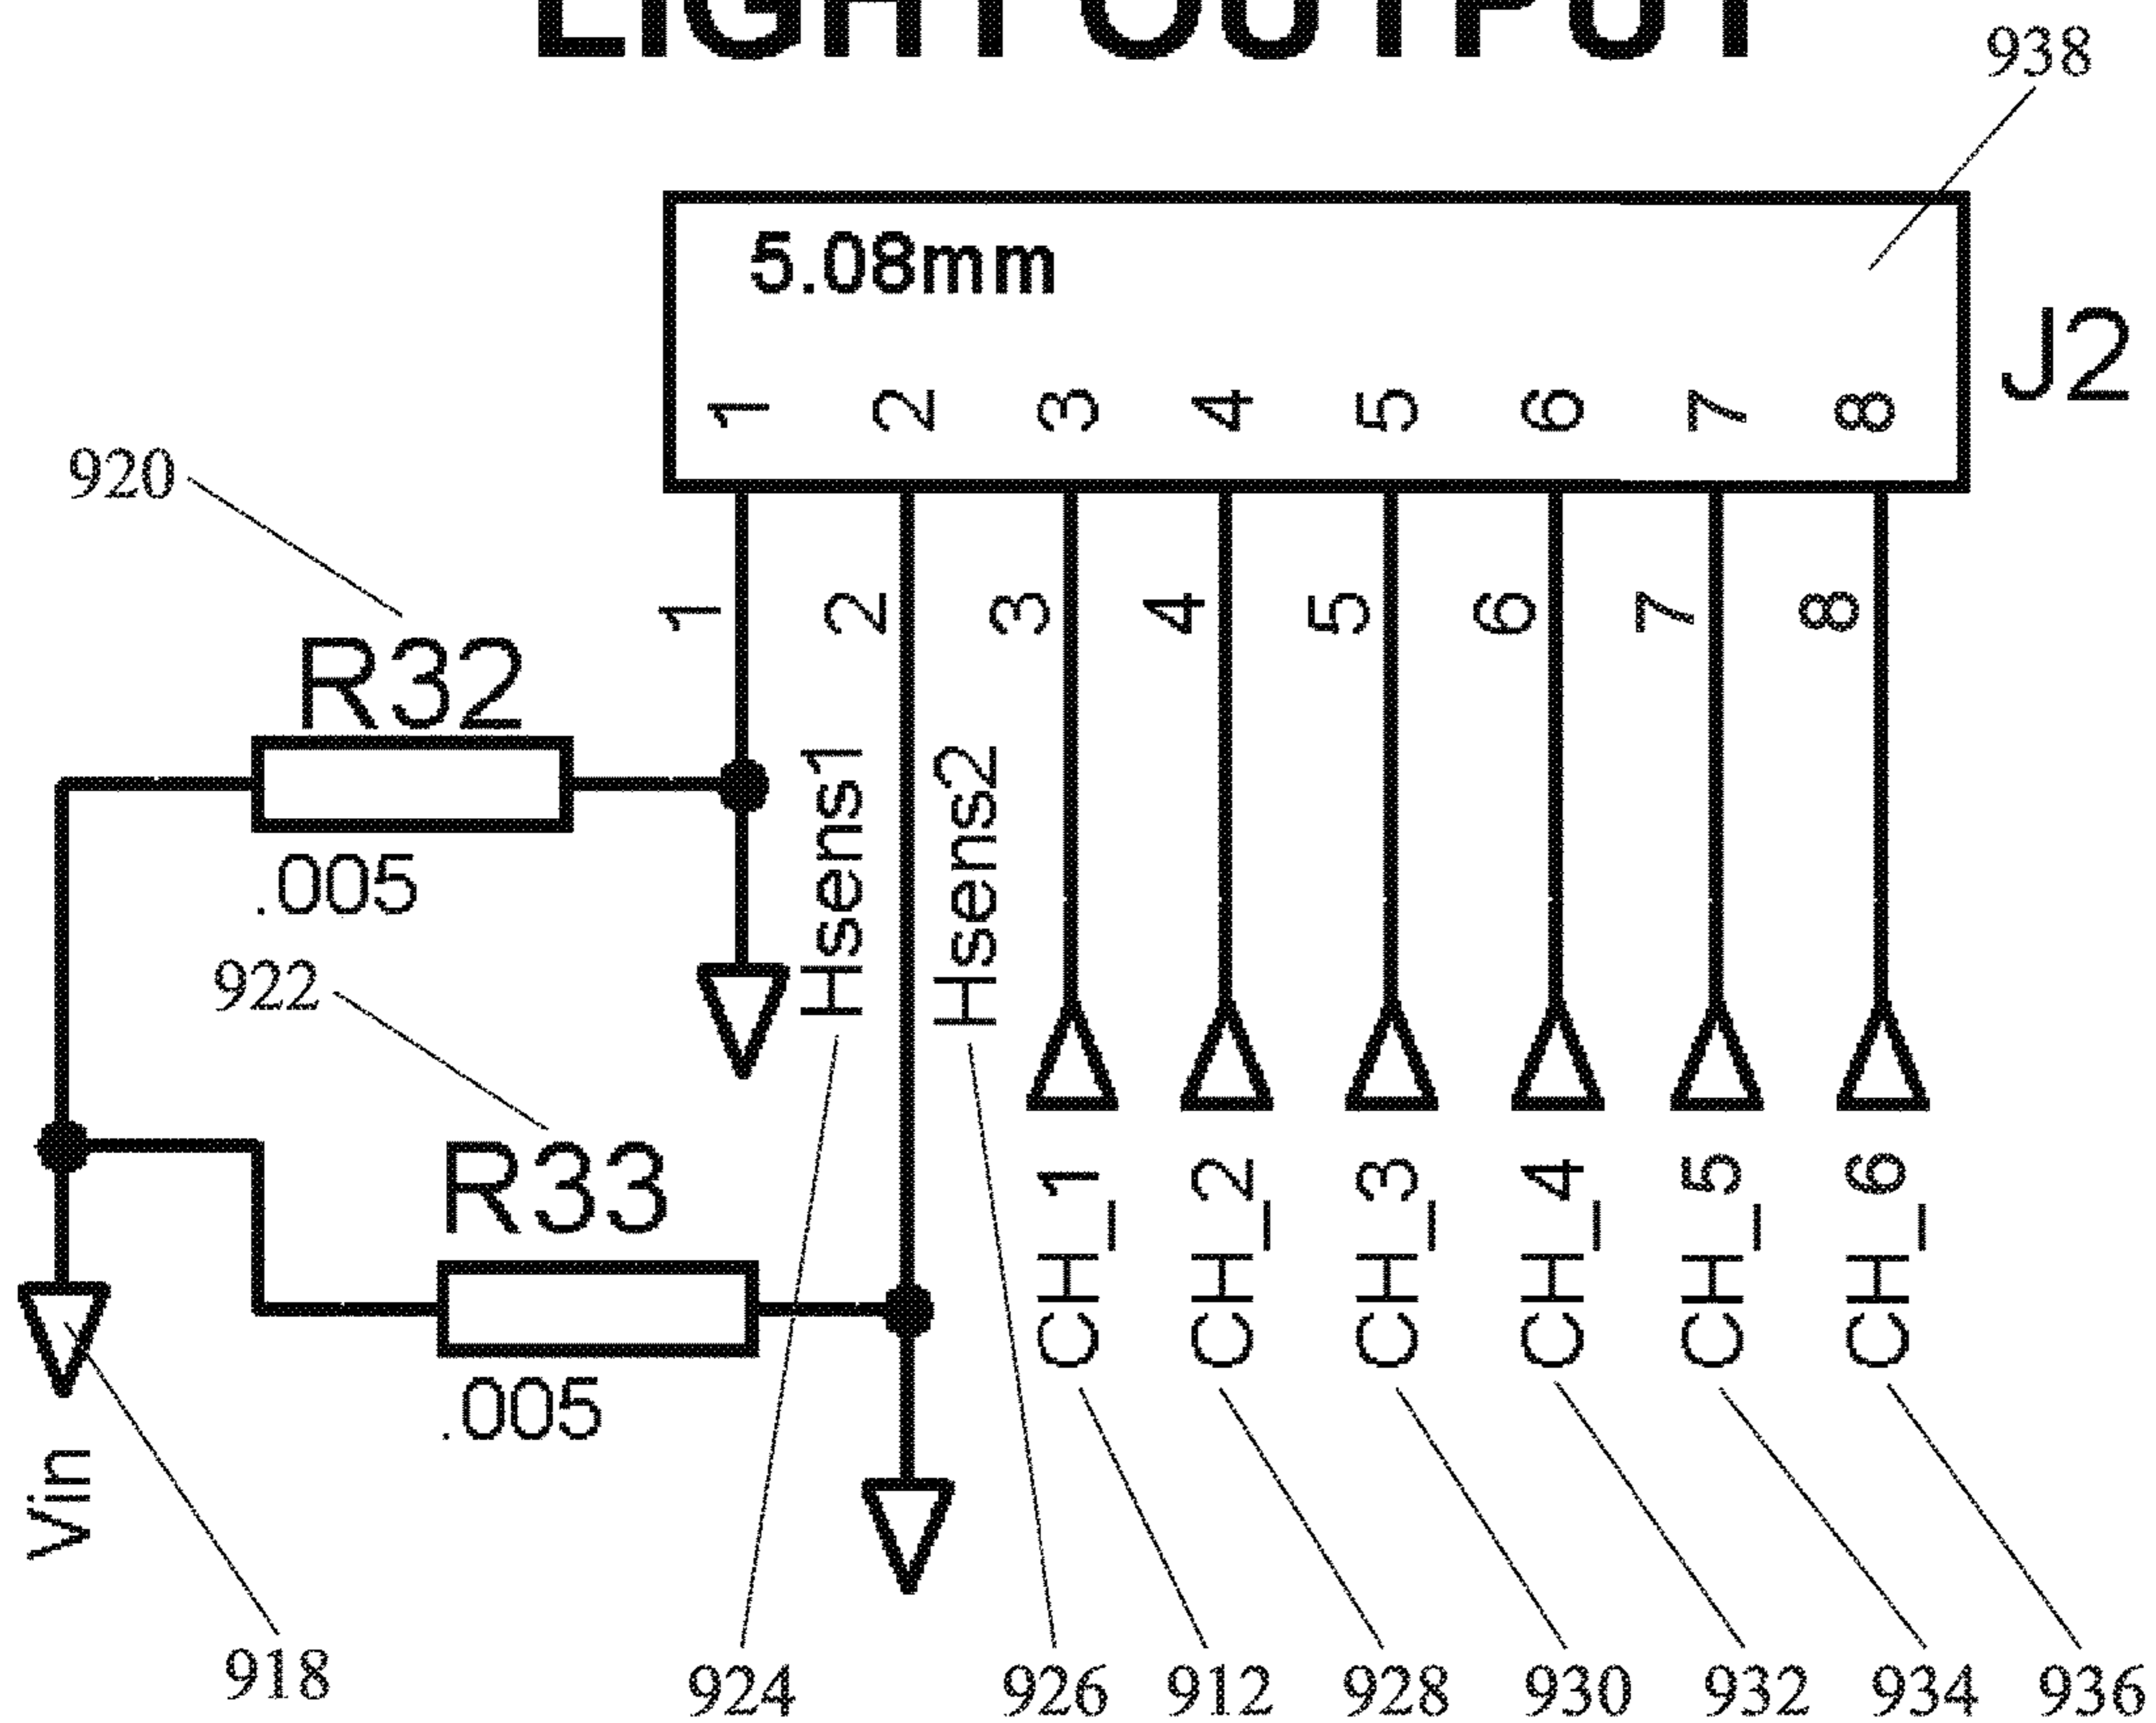 LIGHT OUTPUT
938
5.08mm
1 2 3 4 5 6 7 8
J2
920
1 2 3 4 5 6 7 8
R32
.005
Hsens1
Hsens2
922
R33
.005
CH_1
CH_2
CH_3
CH_4
CH_5
CH_6
Vin
918
924
926
912
928
930
932
934
936